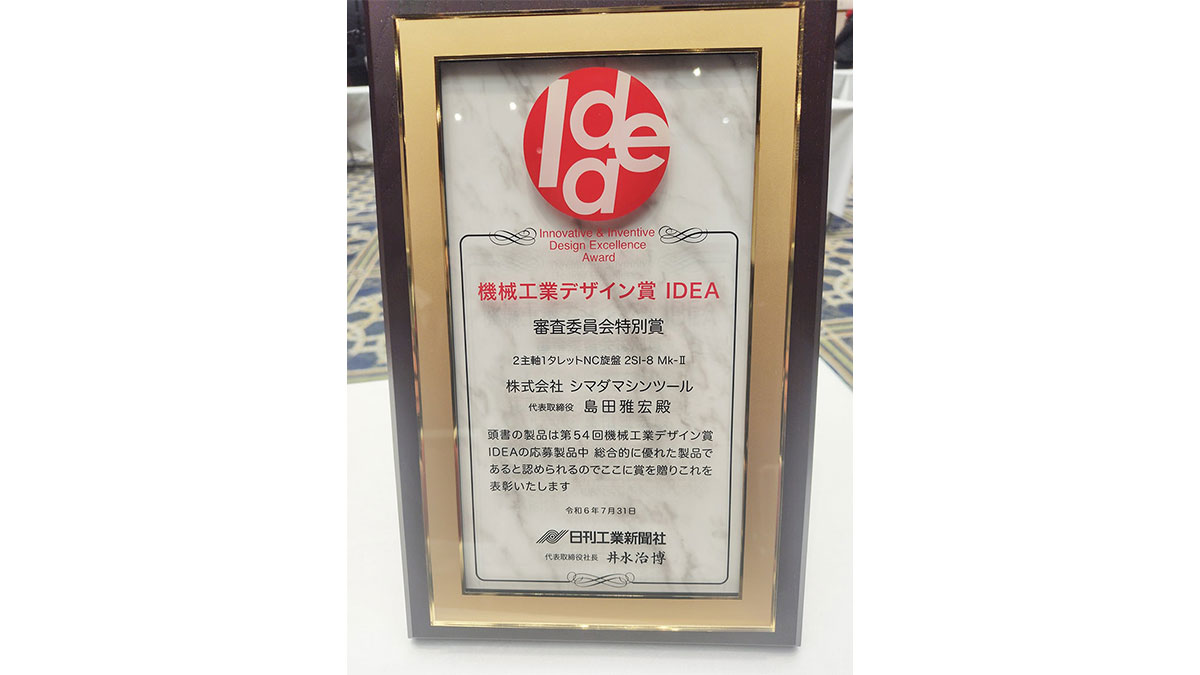 Idea
Innovative & Inventive
Design Excellence
Award
機械工業デザイン賞 IDEA
審査委員会特別賞
2主軸1タレットNC旋盤 2SI-8 Mk-Ⅱ
株式会社 シマダマシンツール
代表取締役 島田雅宏殿
頭書の製品は第54回機械工業デザイン賞
IDEAの応募製品中 総合的に優れた製品で
あると認められるのでここに賞を贈りこれを
表彰いたします
令和6年7月31日
日刊工業新聞社
代表取締役社長 井水治博